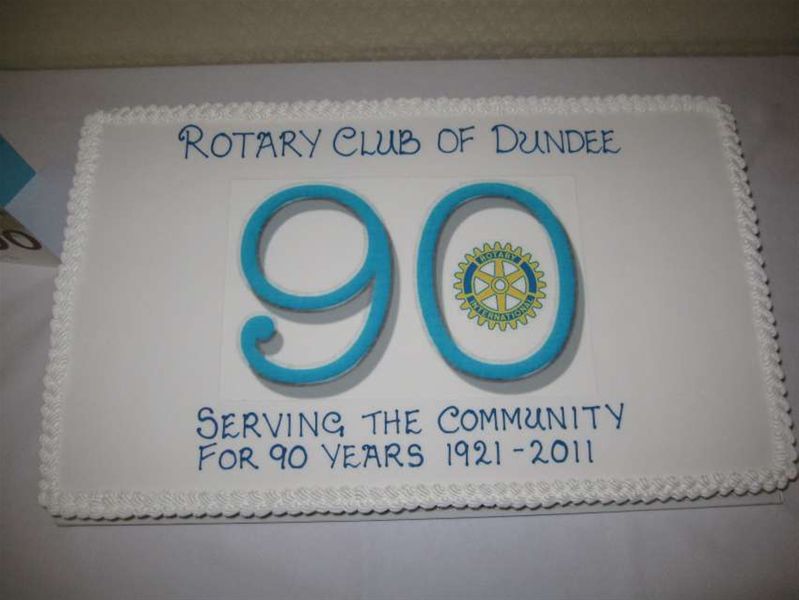 ROTARY CLUB OF DUNDEE
90
ROTARY
INTERNATIONAL
SERVING THE COMMUNITY
FOR 90 YEARS 1921-2011